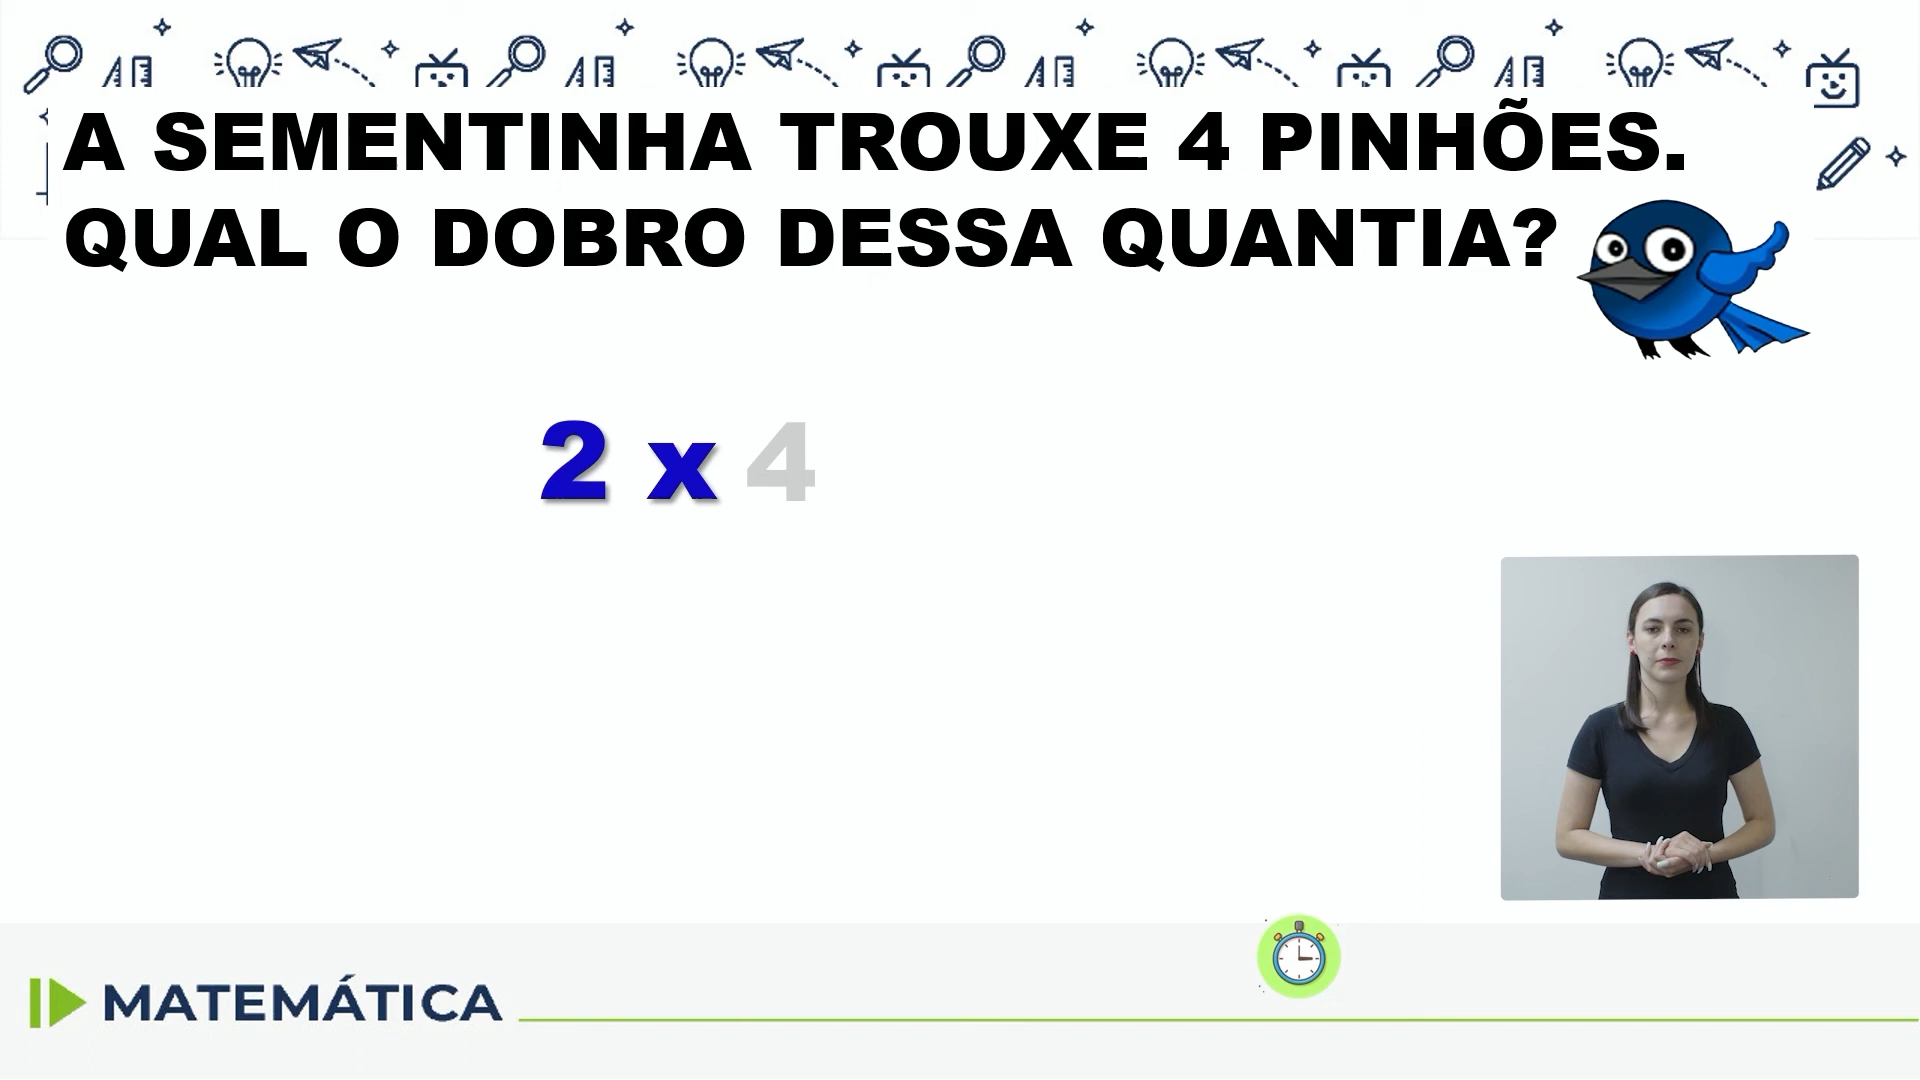 A SEMENTINHA TROUXE 4 PINHÕES.
QUAL O DOBRO DESSA QUANTIA?
2 x 4
MATEMÁTICA